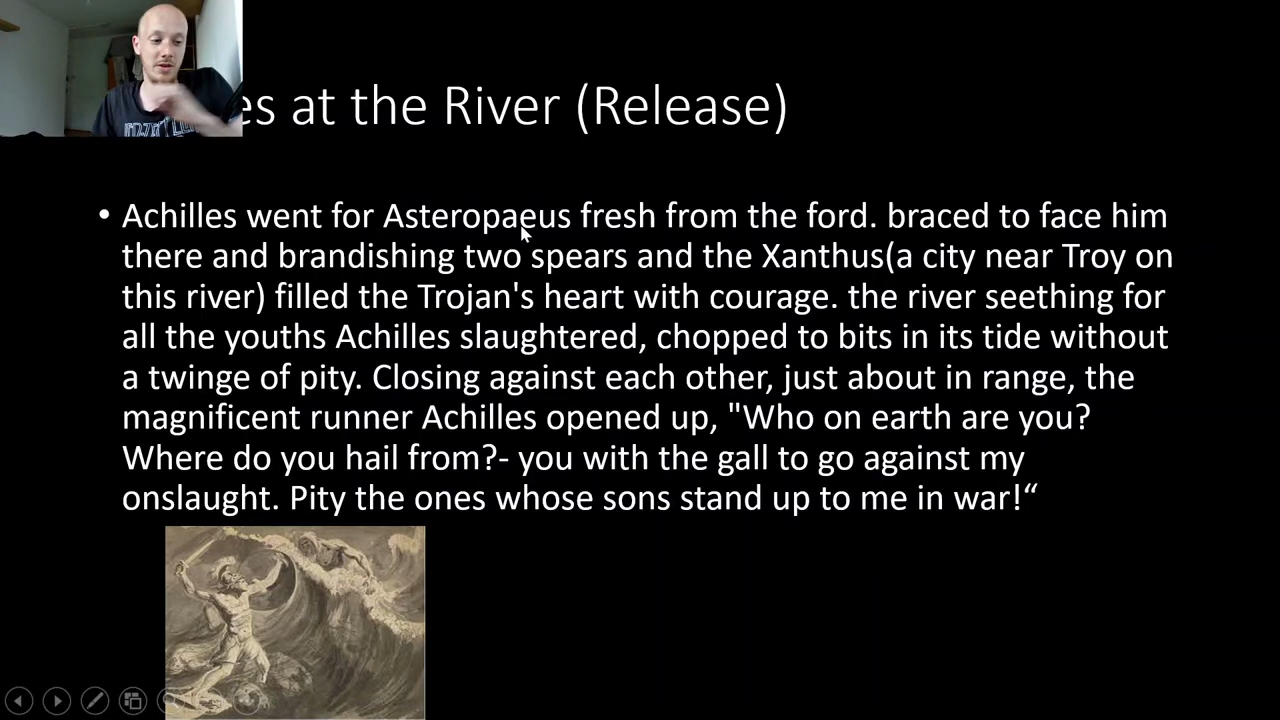 es at the River (Release)
• Achilles went for Asteropaeus fresh from the ford. braced to face him
there and brandishing two spears and the Xanthus(a city near Troy on
this river) filled the Trojan's heart with courage. the river seething for
all the youths Achilles slaughtered, chopped to bits in its tide without
a twinge of pity. Closing against each other, just about in range, the
magnificent runner Achilles opened up, "Who on earth are you?
Where do you hail from?- you with the gall to go against my
onslaught. Pity the ones whose sons stand up to me in war!“